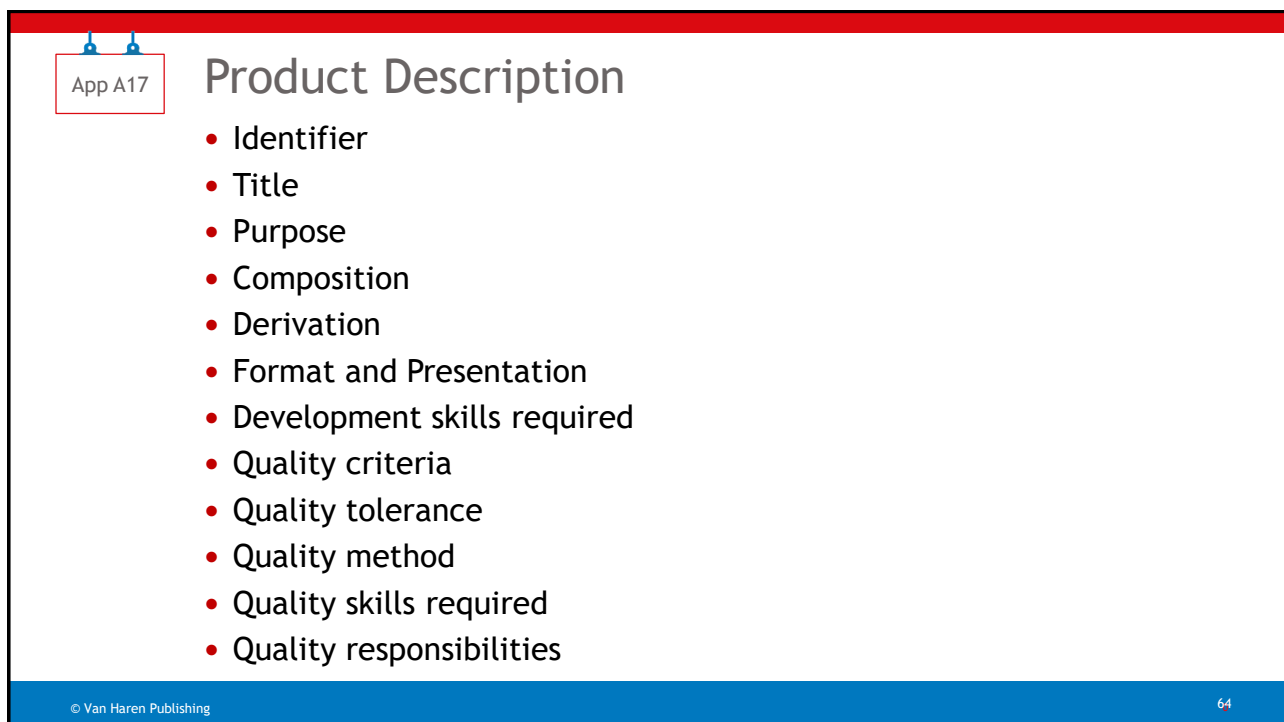 App A17
Product Description
• Identifier
• Title
• Purpose
• Composition
• Derivation
• Format and Presentation
• Development skills required
• Quality criteria
• Quality tolerance
• Quality method
• Quality skills required
• Quality responsibilities
© Van Haren Publishing
64